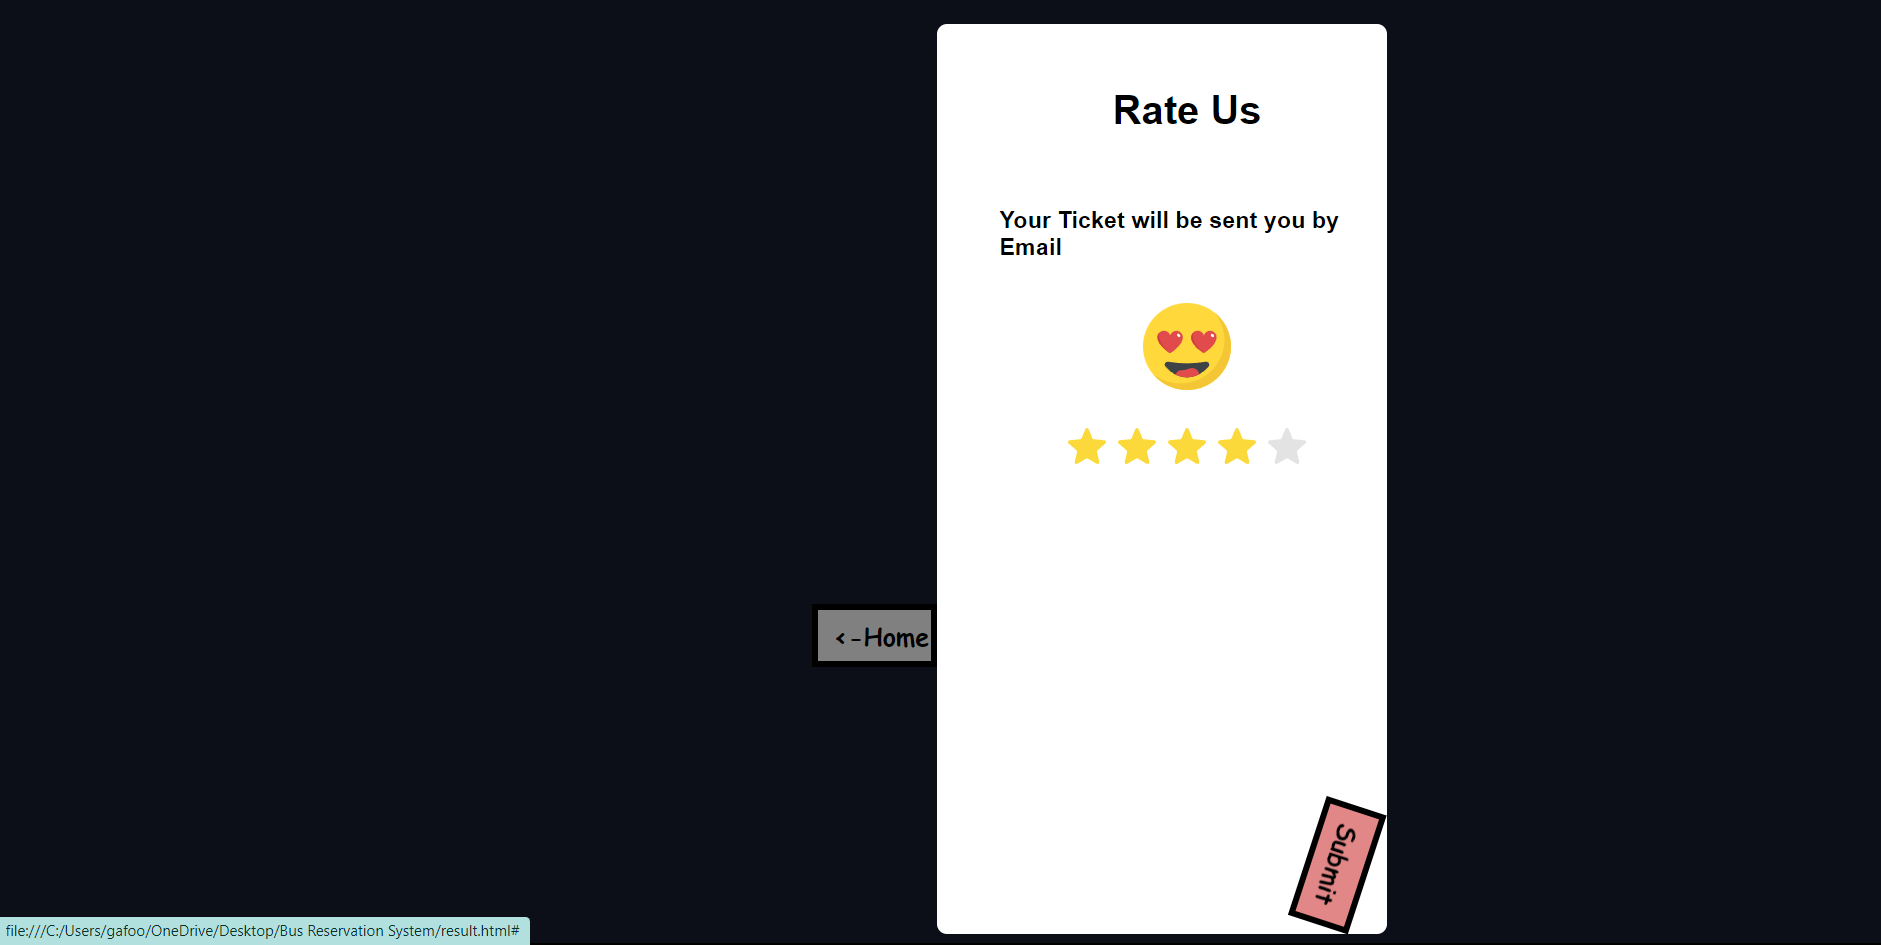 Rate Us
Your Ticket will be sent you by
Email
<-Home
Submit
file:///C:/Users/gafoo/OneDrive/Desktop/Bus Reservation System/result.html#